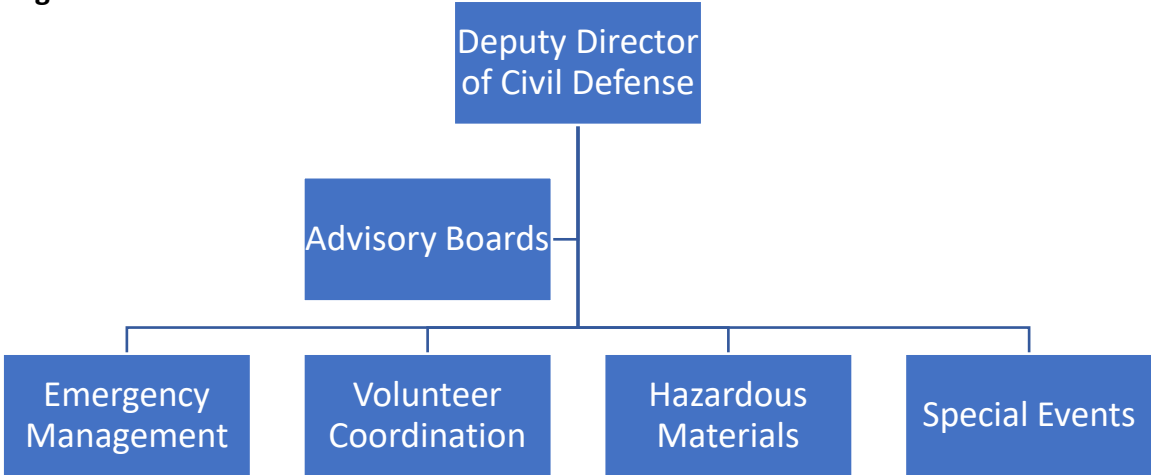 Deputy Director
of Civil Defense
Advisory Boards
Emergency
Management
Volunteer
Coordination
Hazardous
Materials
Special Events